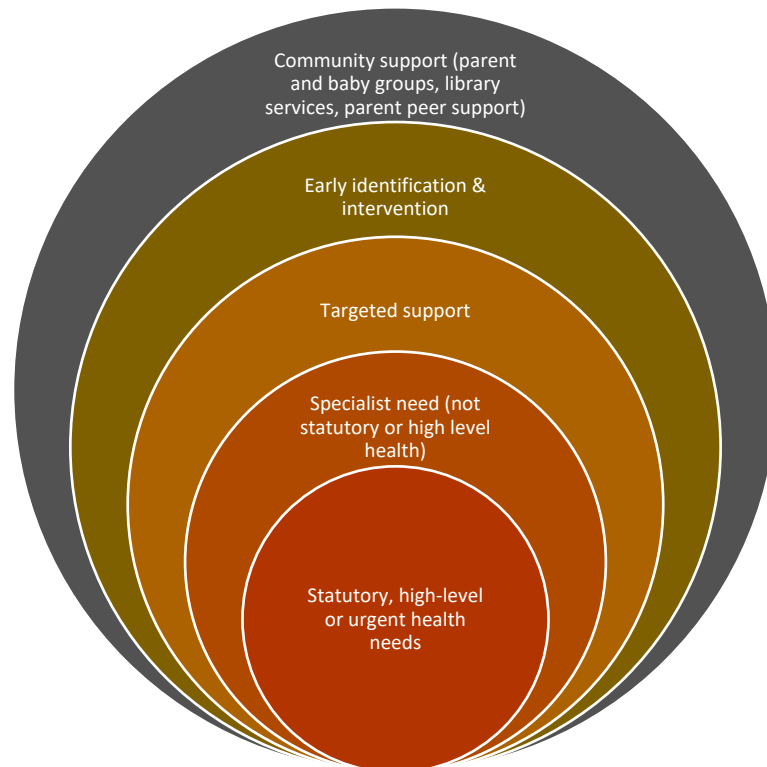 Community support (parent
and baby groups, library
services, parent peer support)
Early identification &
intervention
Targeted support
Specialist need (not
statutory or high level
health)
Statutory, high-level
or urgent health
needs